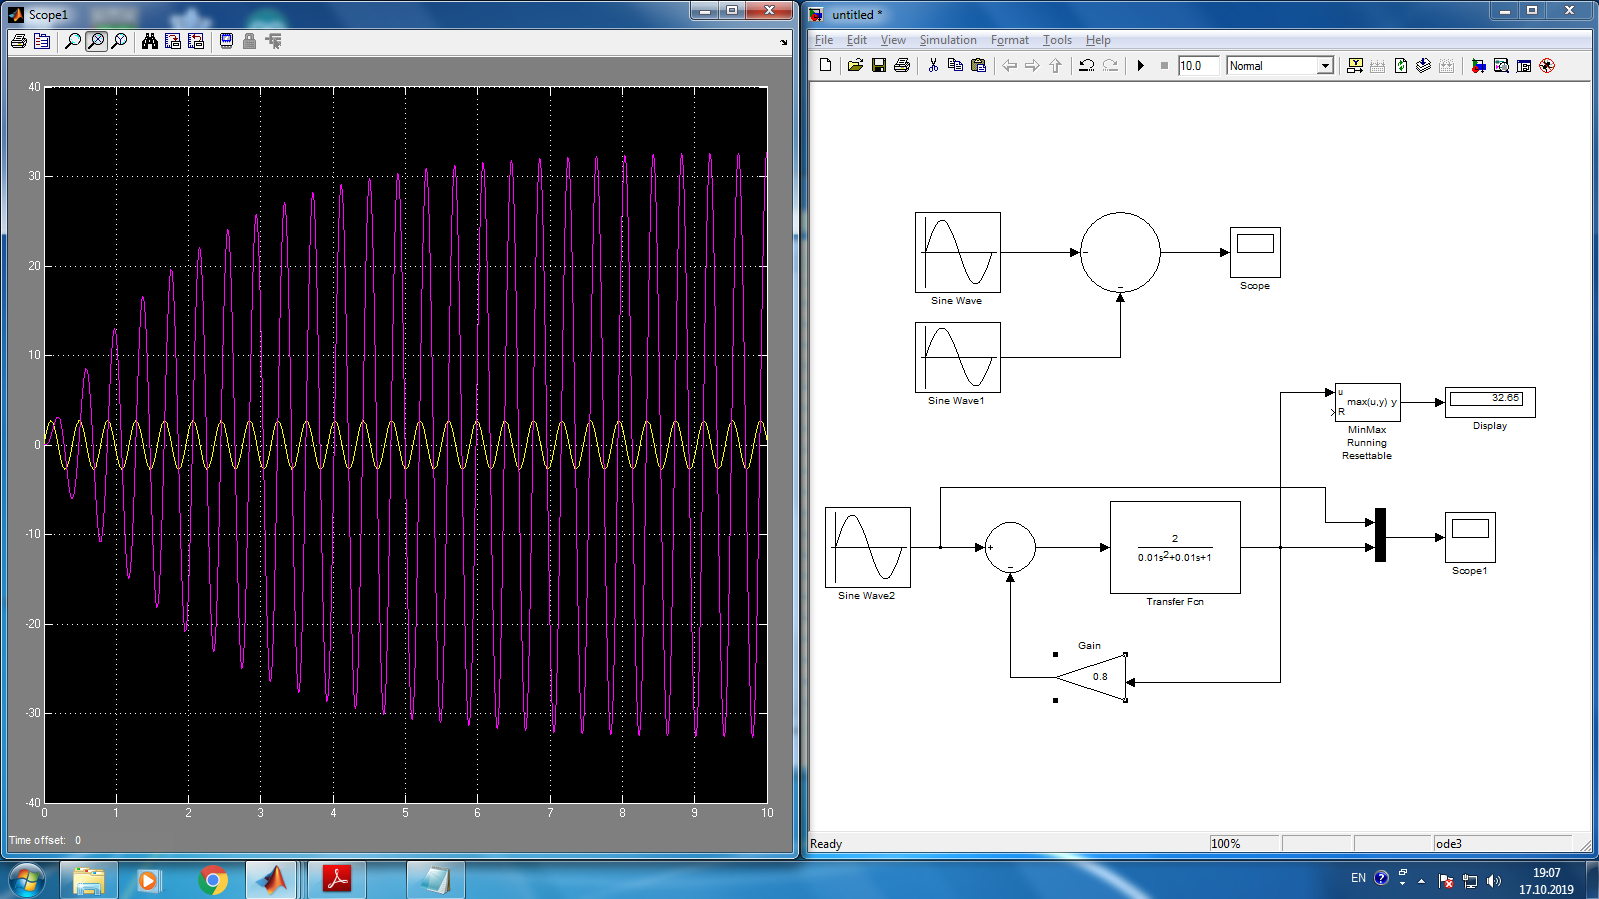 Scope1
40
30
20
10
0
-10
-20
-30
-40
0 1 2 3 4 5 6 7 8 9 10
Time offset: 0
untitled *
File Edit View Simulation Format Tools Help
10.0 Normal
Sine Wave
Scope
Sine Wave1
u
R
max(u,y) y
MinMax
Running
Resettable
32.65
Display
Sine Wave2
+
2
0.01s2+0.01s+1
Transfer Fcn
Scope1
Gain
0.8
Ready 100% ode3
EN 19:07
17.10.2019